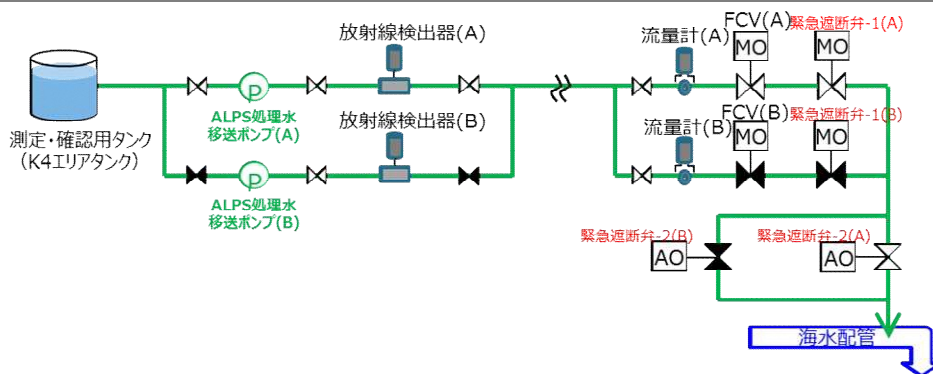 放射線検出器(A)
流量計(A)
FCV(A)
緊急遮断弁-1(A)
MO
MO
P
測定・確認用タンク
(K4エリアタンク)
ALPS処理水
移送ポンプ(A)
放射線検出器(B)
流量計(B)
FCV(B)
緊急遮断弁-1(B)
MO
MO
P
ALPS処理水
移送ポンプ(B)
緊急遮断弁-2(B)
緊急遮断弁-2(A)
AO
AO
海水配管